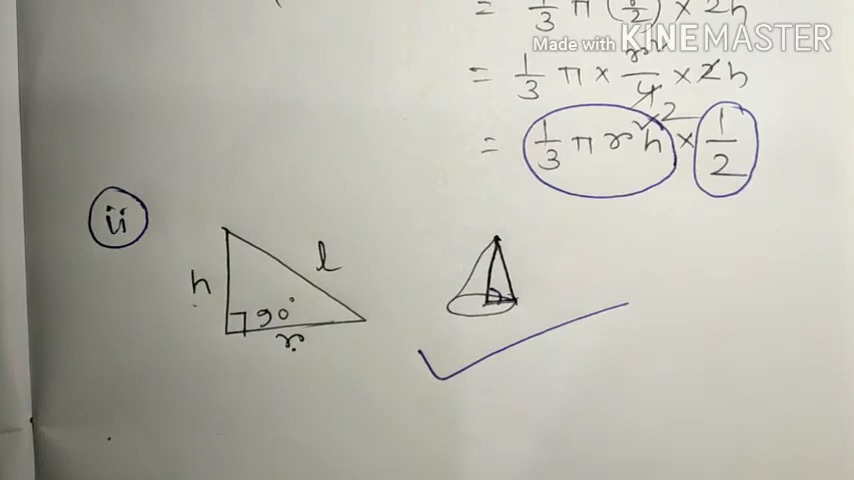 = 1/3 π (r/2) × 2h
Made with KINEMASTER
= 1/3 π × r²/4 × 2h
2
= 1/3 π r² h × 1/2
ii
l
h
90°
r